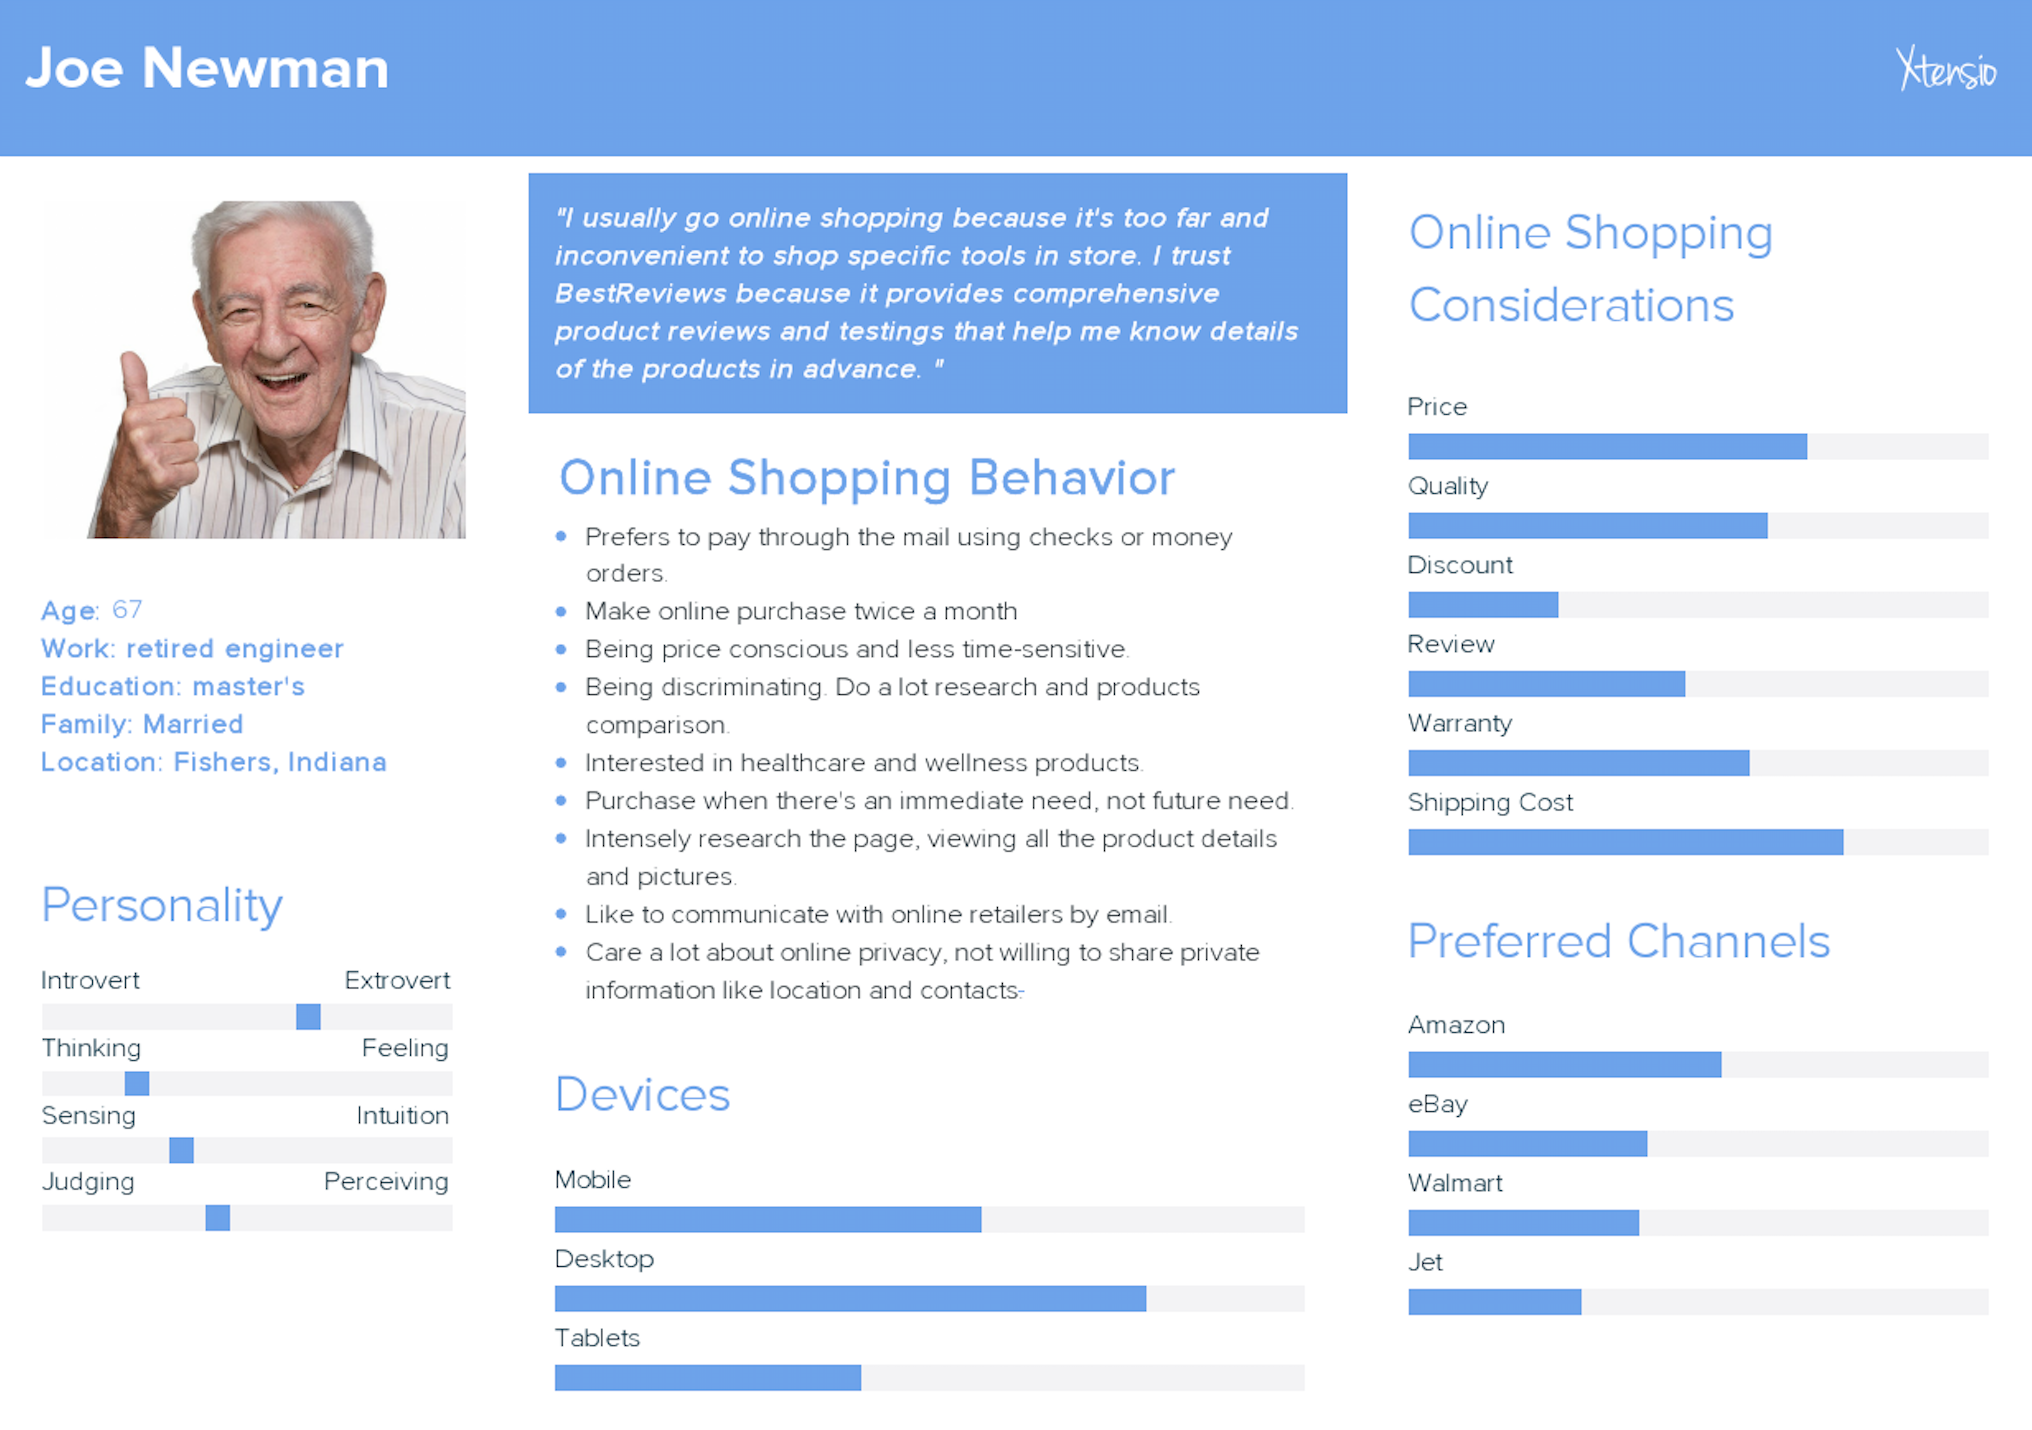 Joe Newman
Xtensio
"I usually go online shopping because it's too far and
inconvenient to shop specific tools in store. I trust
BestReviews because it provides comprehensive
product reviews and testings that help me know details
of the products in advance. "
Age: 67
Work: retired engineer
Education: master's
Family: Married
Location: Fishers, Indiana
Personality
Introvert Extrovert
Thinking Feeling
Sensing Intuition
Judging Perceiving
Online Shopping Behavior
Prefers to pay through the mail using checks or money
orders.
Make online purchase twice a month
Being price conscious and less time-sensitive.
Being discriminating. Do a lot research and products
comparison.
Interested in healthcare and wellness products.
Purchase when there's an immediate need, not future need.
Intensely research the page, viewing all the product details
and pictures.
Like to communicate with online retailers by email.
Care a lot about online privacy, not willing to share private
information like location and contacts.
Devices
Mobile
Desktop
Tablets
Online Shopping
Considerations
Price
Quality
Discount
Review
Warranty
Shipping Cost
Preferred Channels
Amazon
eBay
Walmart
Jet